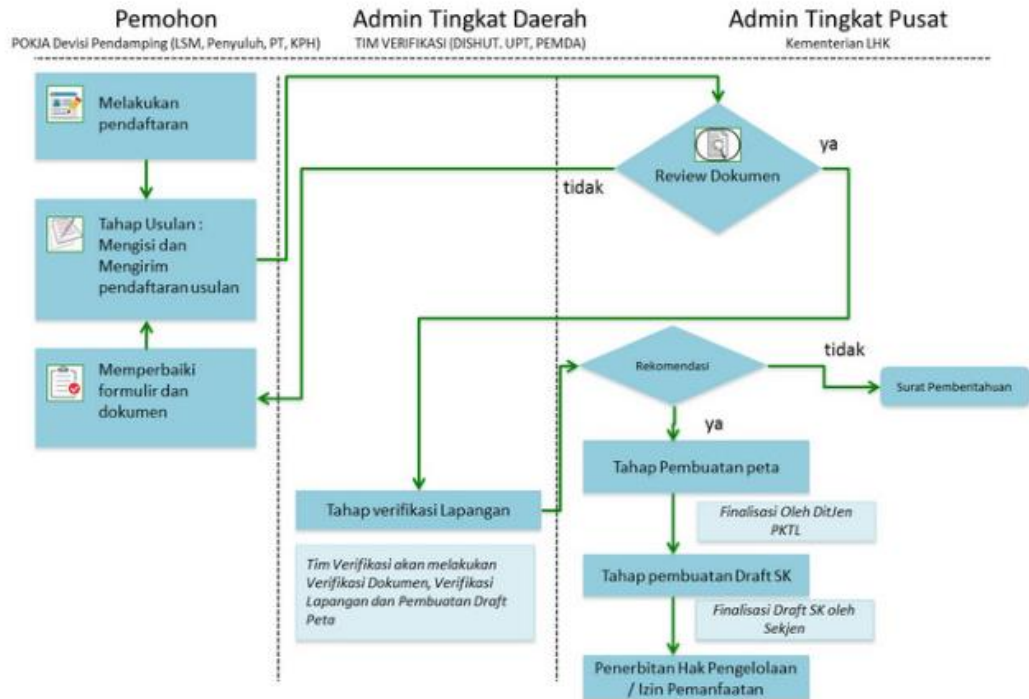 Pemohon
POKJA Devisi Pendamping (LSM, Penyuluh, PT, KPH)
Admin Tingkat Daerah
TIM VERIFIKASI (DISHUT. UPT, PEMDA)
Admin Tingkat Pusat
Kementerian LHK
Melakukan
pendaftaran
Tahap Usulan :
Mengisi dan
Mengirim
pendaftaran usulan
Memperbaiki
formulir dan
dokumen
Review Dokumen
ya
tidak
Tahap verifikasi Lapangan
Tim Verifikasi akan melakukan
Verifikasi Dokumen, Verifikasi
Lapangan dan Pembuatan Draft
Peta
Rekomendasi
tidak
Surat Pemberitahuan
ya
Tahap Pembuatan peta
Finalisasi Oleh DitJen
PKTL
Tahap pembuatan Draft SK
Finalisasi Draft SK oleh
Sekjen
Penerbitan Hak Pengelolaan
/ Izin Pemanfaatan